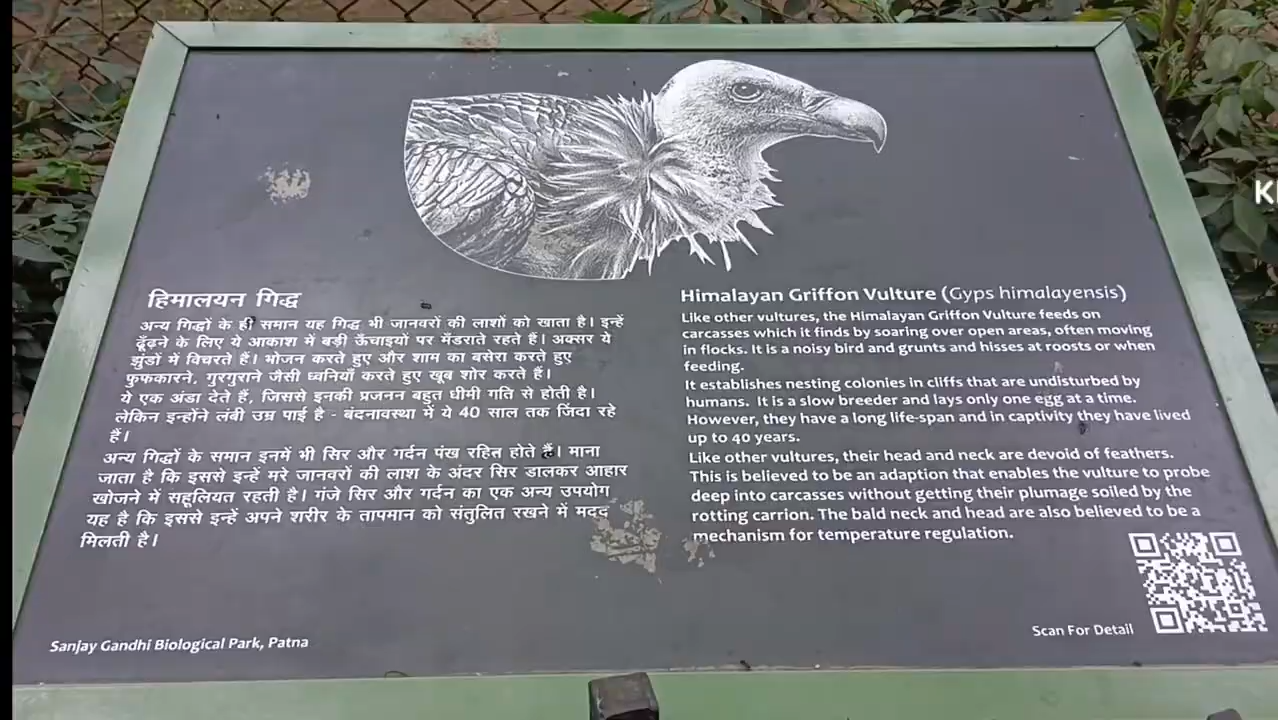 हिमालयन गिद्ध
अन्य गिद्धों के ही समान यह गिद्ध भी जानवरों की लाशों को खाता है। इन्हें
ढूँढ़ने के लिए ये आकाश में बड़ी ऊँचाइयों पर मँडराते रहते हैं। अक्सर ये
झुंडों में विचरते हैं। भोजन करते हुए और शाम का बसेरा करते हुए
फुफकारने, गुरगुराने जैसी ध्वनियाँ करते हुए खूब शोर करते हैं।
ये एक अंडा देते हैं, जिससे इनकी प्रजनन बहुत धीमी गति से होती है।
लेकिन इन्होंने लंबी उम्र पाई है - बंदनावस्था में ये 40 साल तक जिंदा रहे
हैं।
अन्य गिद्धों के समान इनमें भी सिर और गर्दन पंख रहित होते हैं। माना
जाता है कि इससे इन्हें मरे जानवरों की लाश के अंदर सिर डालकर आहार
खोजने में सहूलियत रहती है। गंजे सिर और गर्दन का एक अन्य उपयोग
यह है कि इससे इन्हें अपने शरीर के तापमान को संतुलित रखने में मदद
मिलती है।
Himalayan Griffon Vulture (Gyps himalayensis)
Like other vultures, the Himalayan Griffon Vulture feeds on
carcasses which it finds by soaring over open areas, often moving
in flocks. It is a noisy bird and grunts and hisses at roosts or when
feeding.
It establishes nesting colonies in cliffs that are undisturbed by
humans. It is a slow breeder and lays only one egg at a time.
However, they have a long life-span and in captivity they have lived
up to 40 years.
Like other vultures, their head and neck are devoid of feathers.
This is believed to be an adaption that enables the vulture to probe
deep into carcasses without getting their plumage soiled by the
rotting carrion. The bald neck and head are also believed to be a
mechanism for temperature regulation.
Sanjay Gandhi Biological Park, Patna
Scan For Detail